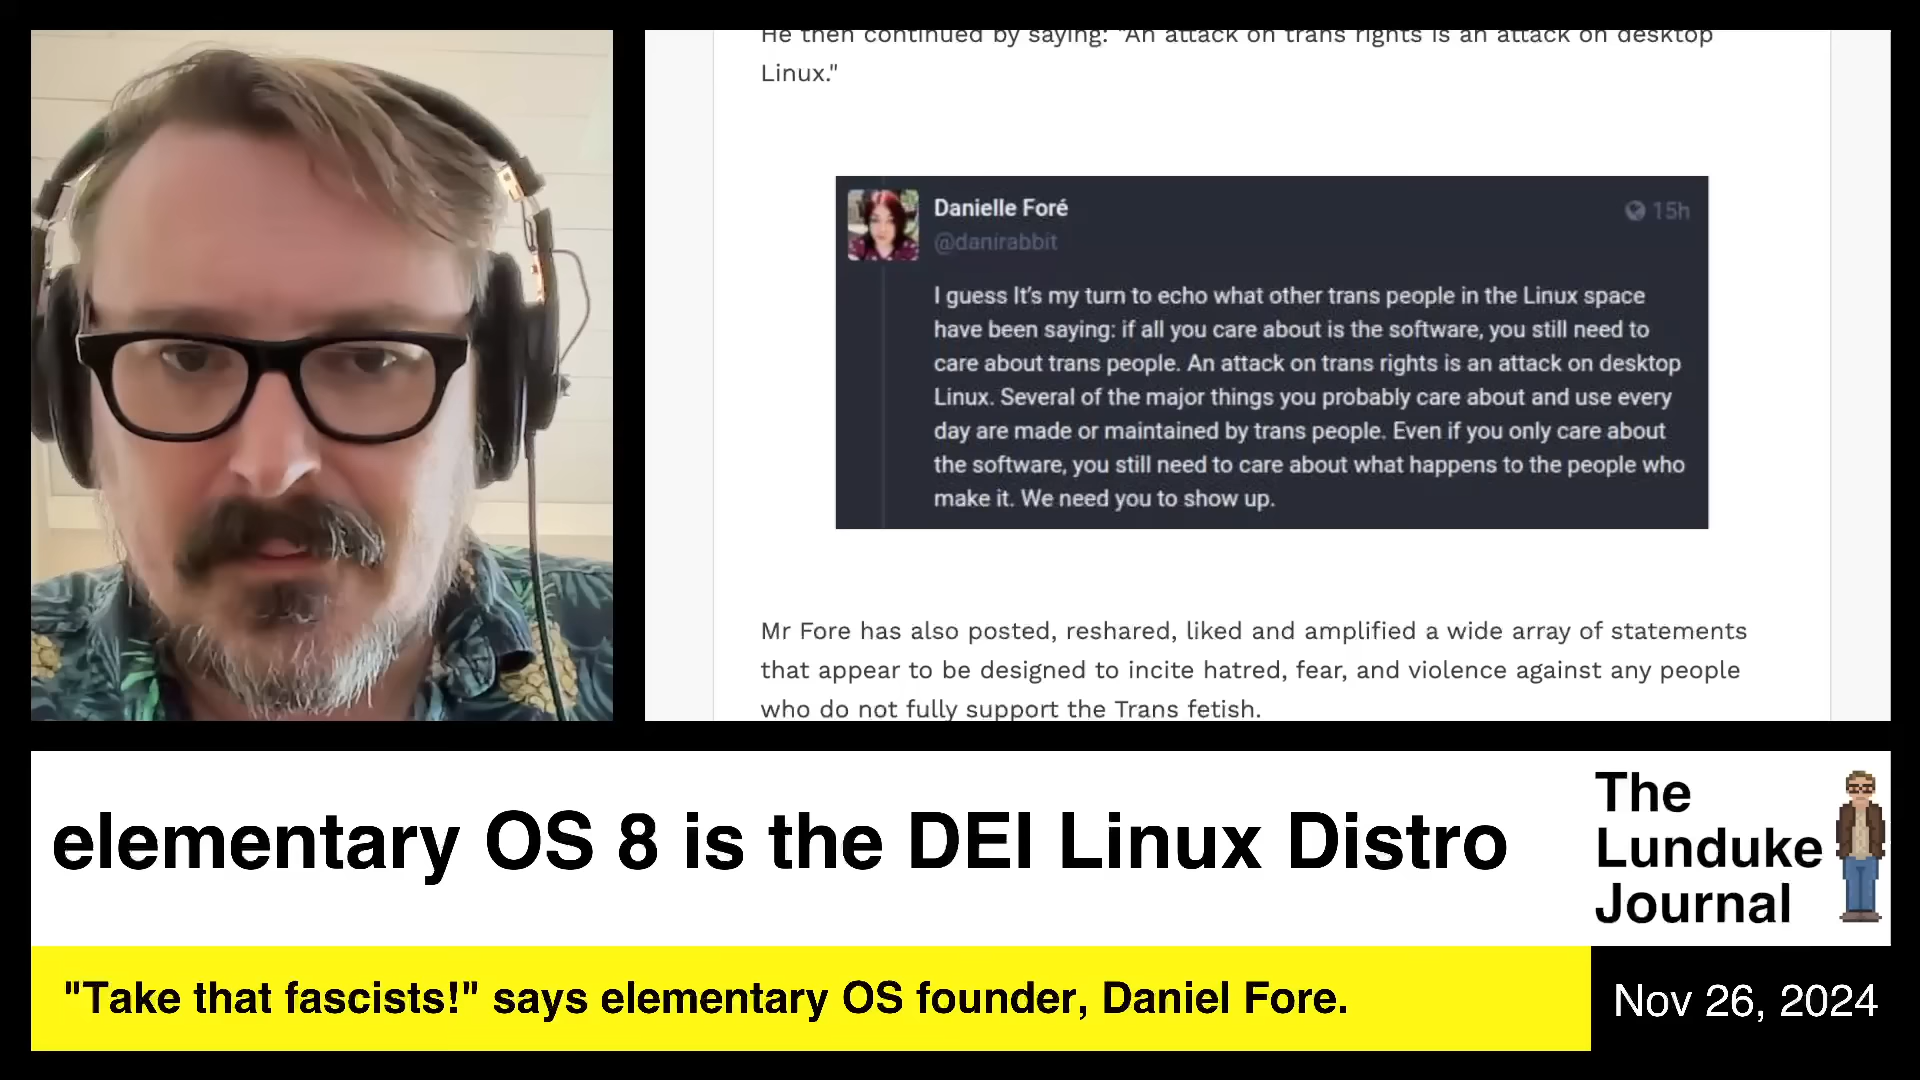 He then continued by saying: "An attack on trans rights is an attack on desktop
Linux."
Danielle Foré
15h
@danirabbit
I guess It's my turn to echo what other trans people in the Linux space
have been saying: if all you care about is the software, you still need to
care about trans people. An attack on trans rights is an attack on desktop
Linux. Several of the major things you probably care about and use every
day are made or maintained by trans people. Even if you only care about
the software, you still need to care about what happens to the people who
make it. We need you to show up.
Mr Fore has also posted, reshared, liked and amplified a wide array of statements
that appear to be designed to incite hatred, fear, and violence against any people
who do not fully support the Trans fetish.
elementary OS 8 is the DEI Linux Distro
The
Lunduke
Journal
"Take that fascists!" says elementary OS founder, Daniel Fore.
Nov 26, 2024